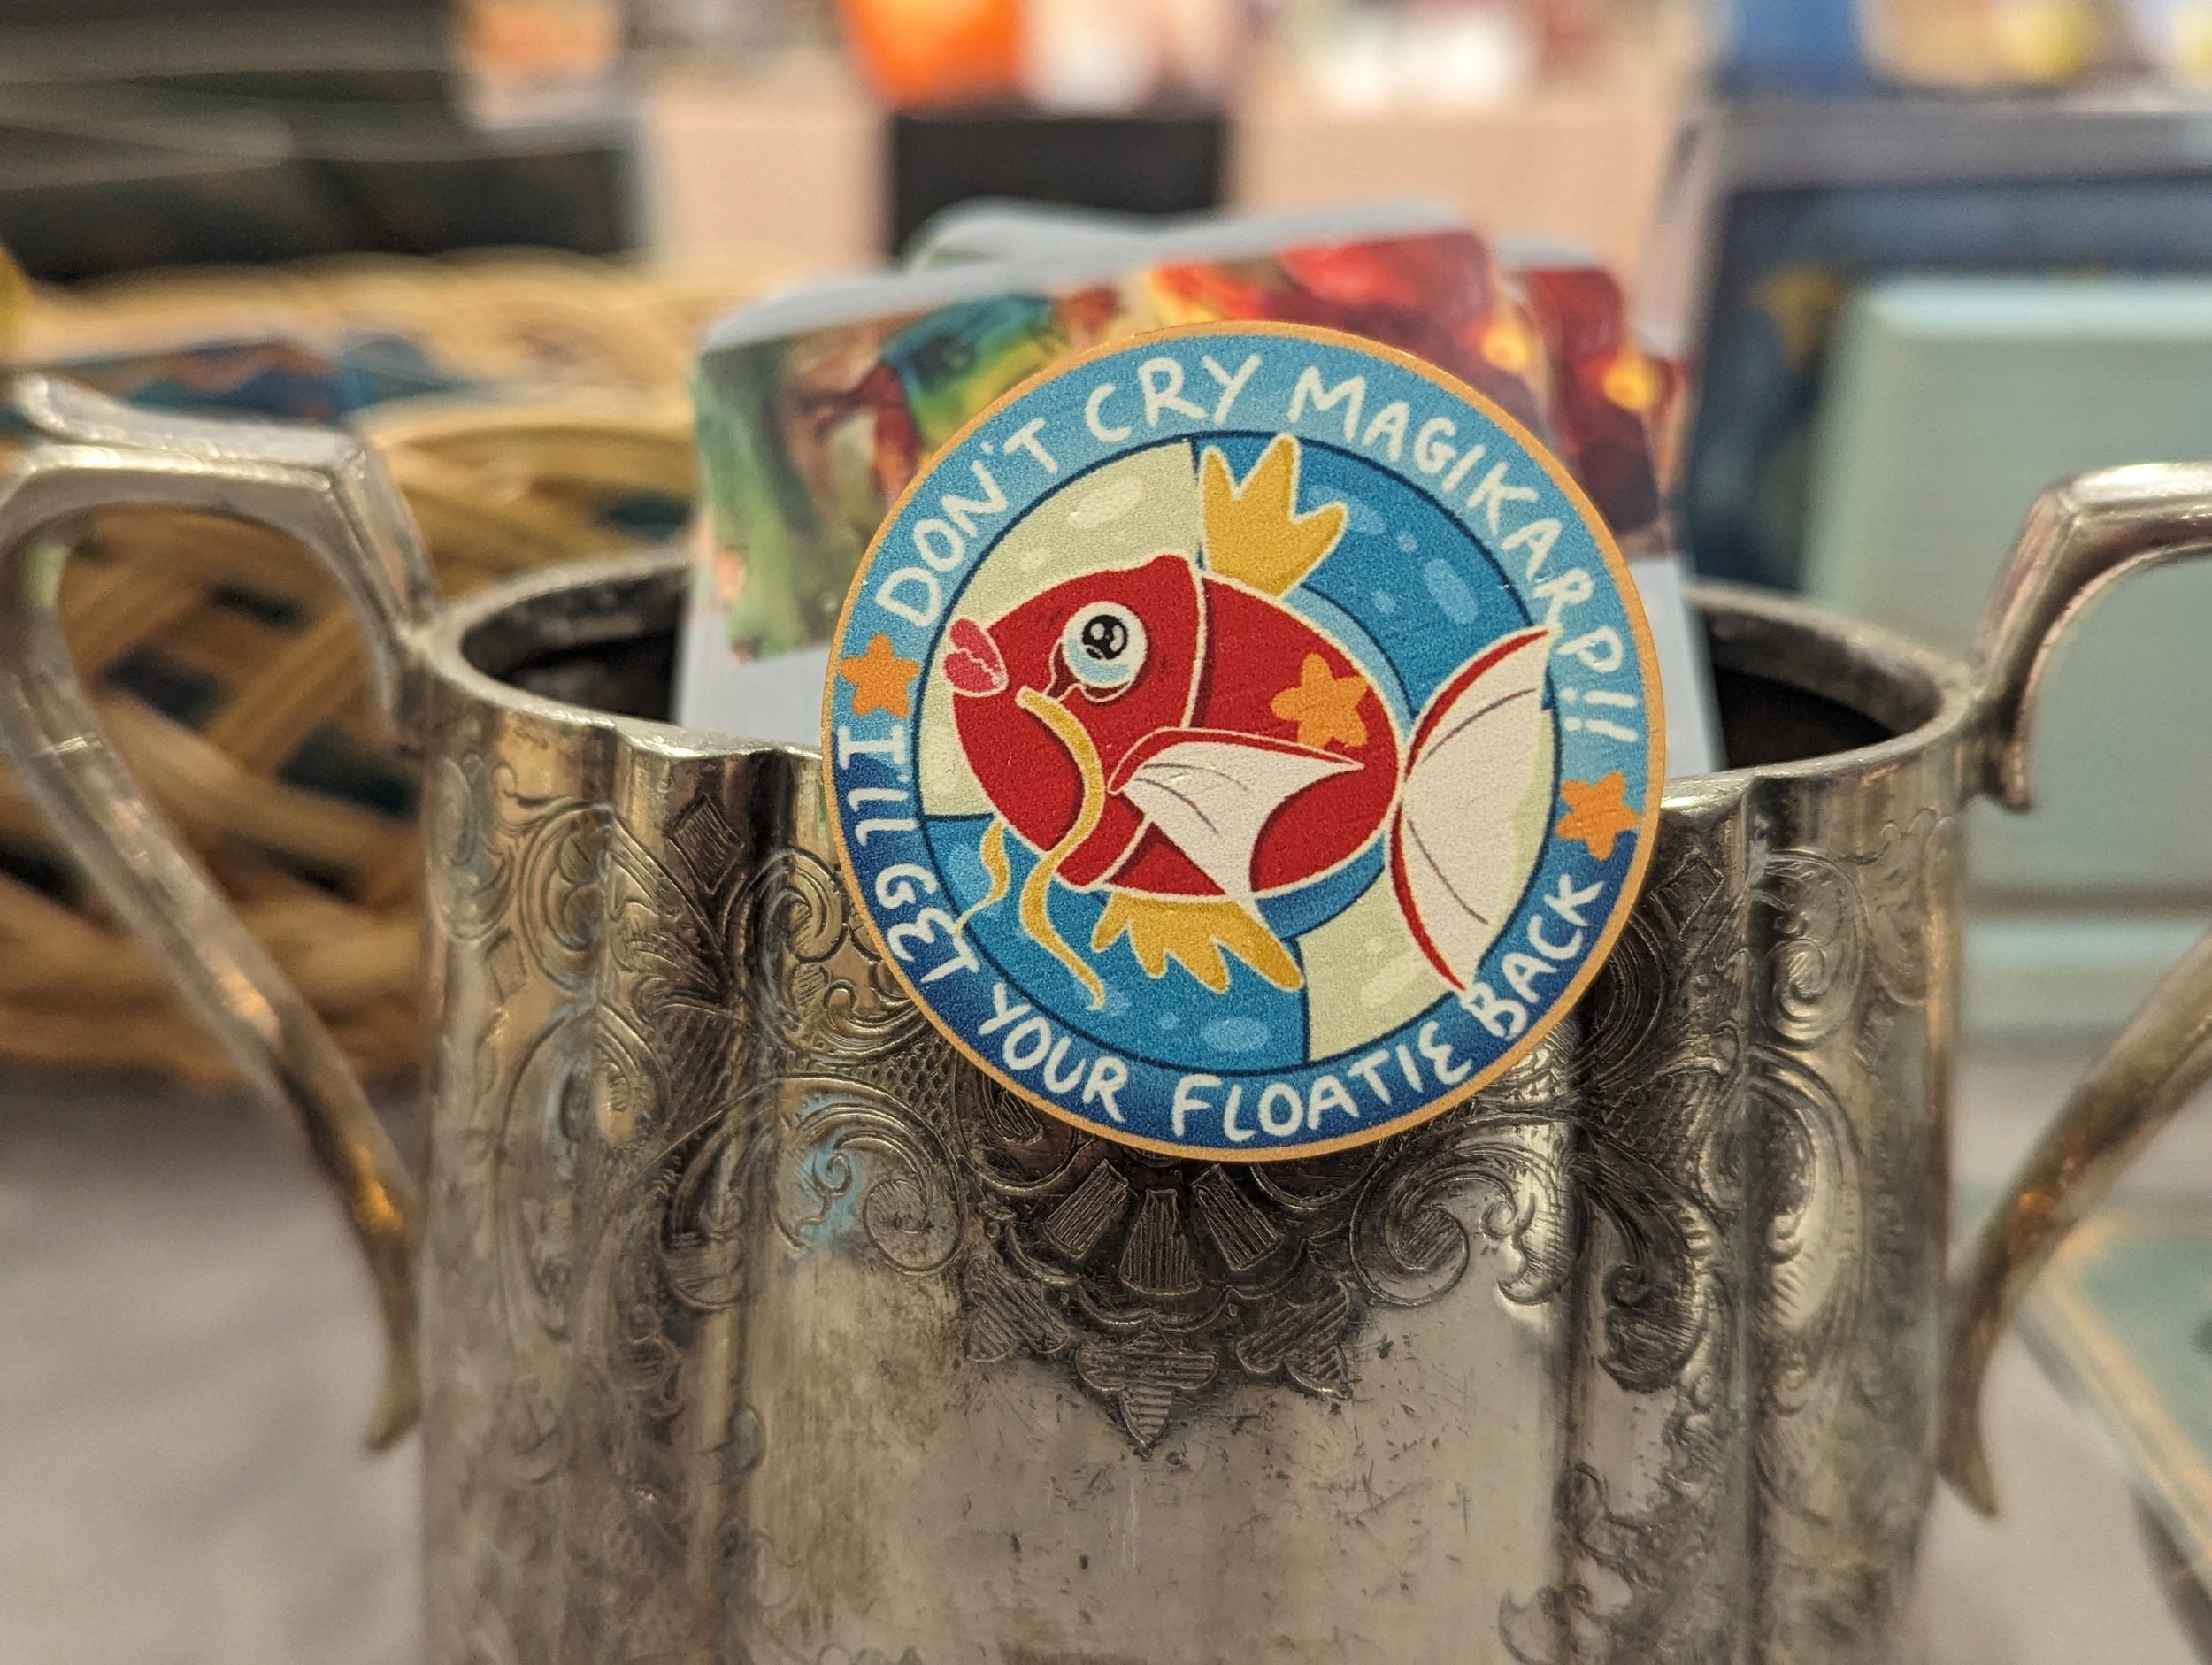 DON'T CRY MAGIKARP!!
I'LL GET YOUR FLOATIE BACK